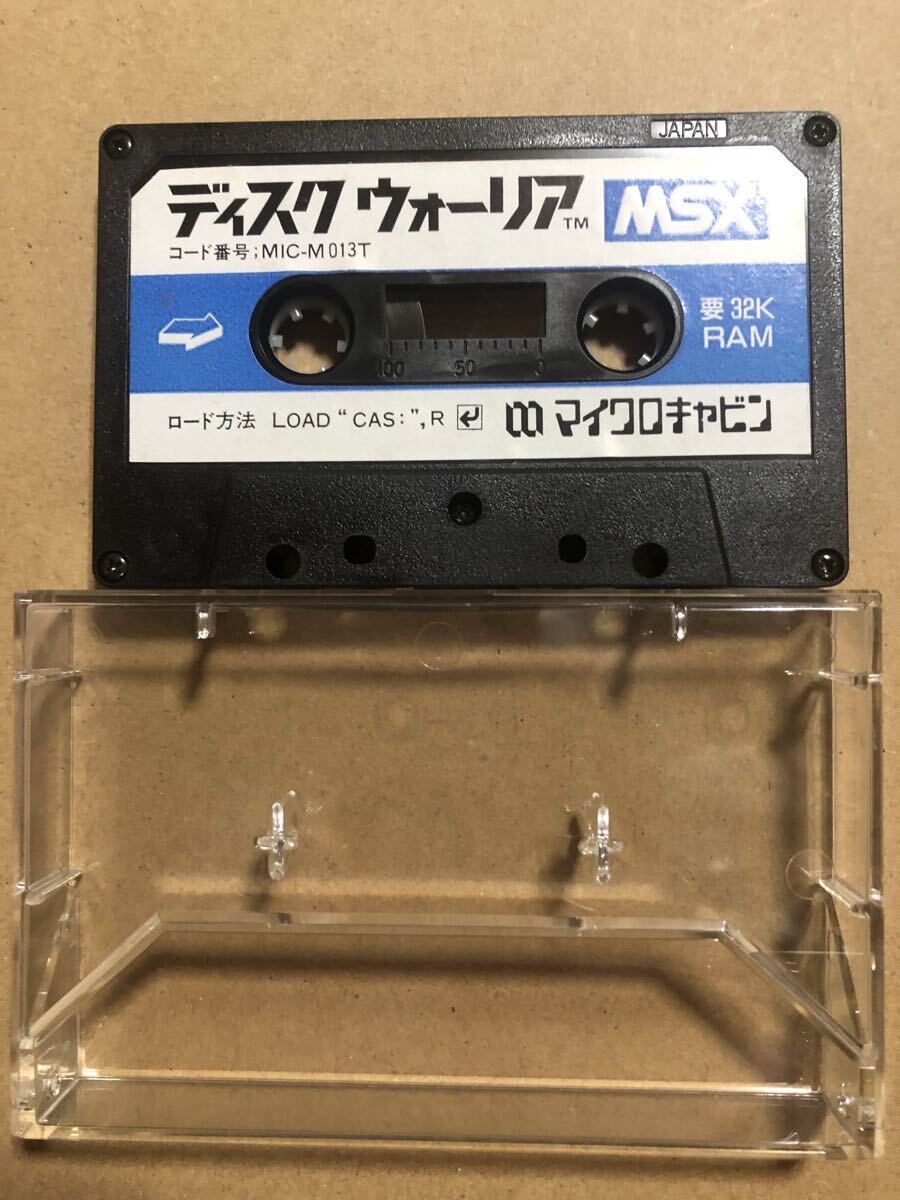 JAPAN
ディスク ウォーリア™ MSX
コード番号;MIC-M013T
要 32K
RAM
100 50 0
ロード方法 LOAD “CAS:”,R ↵ マイクロキャビン